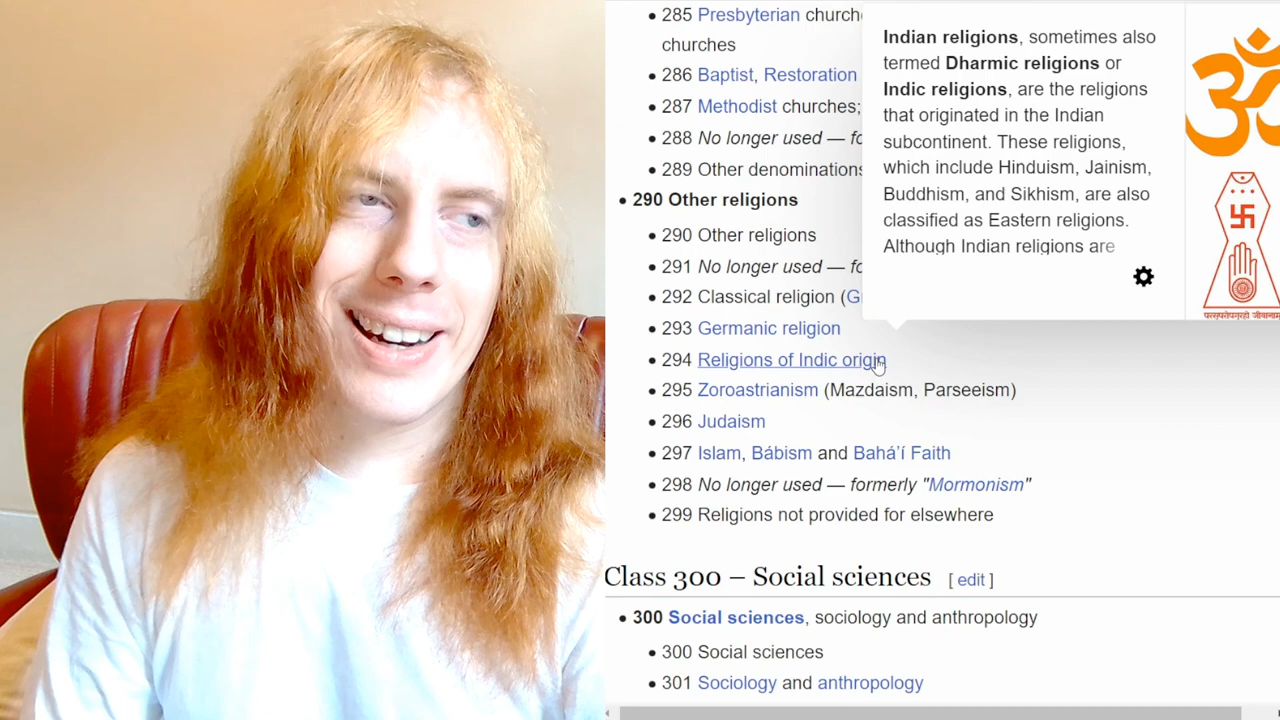 285 Presbyterian
churches
286 Baptist, Restoration
287 Methodist churches;
288 No longer used —
289 Other denominations
290 Other religions
290 Other religions
291 No longer used —
292 Classical religion (
293 Germanic religion
294 Religions of Indic origin
295 Zoroastrianism (Mazdaism, Parseeism)
296 Judaism
297 Islam, Bábism and Bahá’í Faith
298 No longer used — formerly "Mormonism"
299 Religions not provided for elsewhere
Class 300 – Social sciences [ edit ]
300 Social sciences, sociology and anthropology
300 Social sciences
301 Sociology and anthropology
Indian religions, sometimes also
termed Dharmic religions or
Indic religions, are the religions
that originated in the Indian
subcontinent. These religions,
which include Hinduism, Jainism,
Buddhism, and Sikhism, are also
classified as Eastern religions.
Although Indian religions are
ॐ
परस्परोपग्रहो जीवानाम्